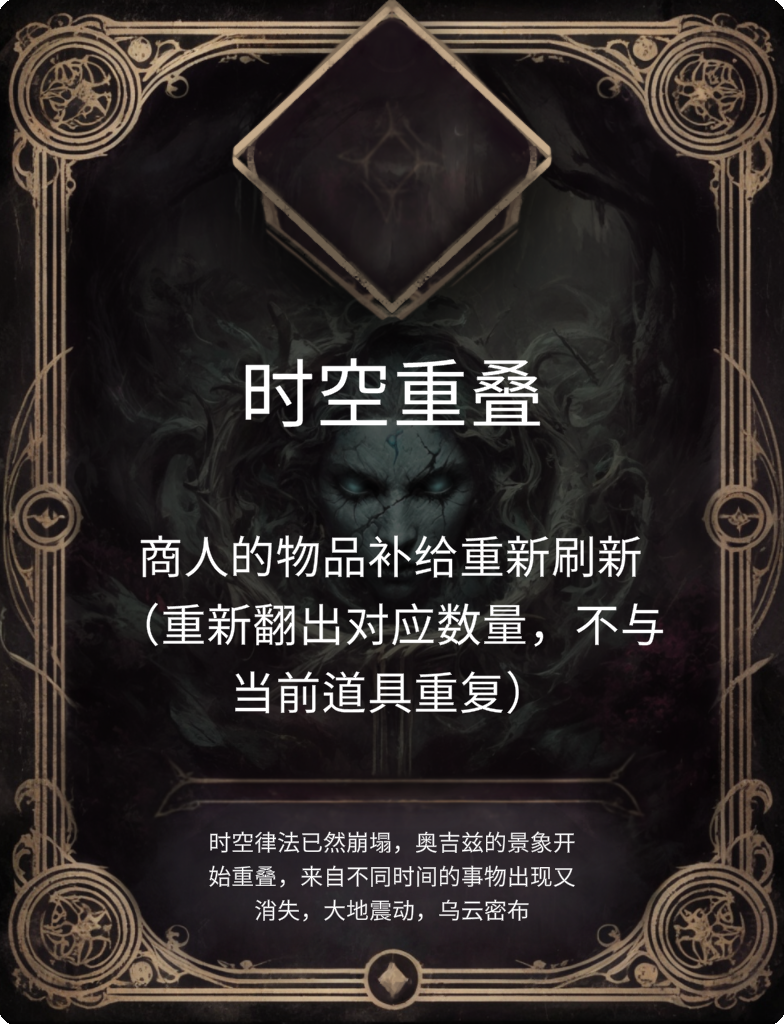 时空重叠
商人的物品补给重新刷新
（重新翻出对应数量，不与
当前道具重复）
时空律法已然崩塌，奥吉兹的景象开
始重叠，来自不同时间的事物出现又
消失，大地震动，乌云密布